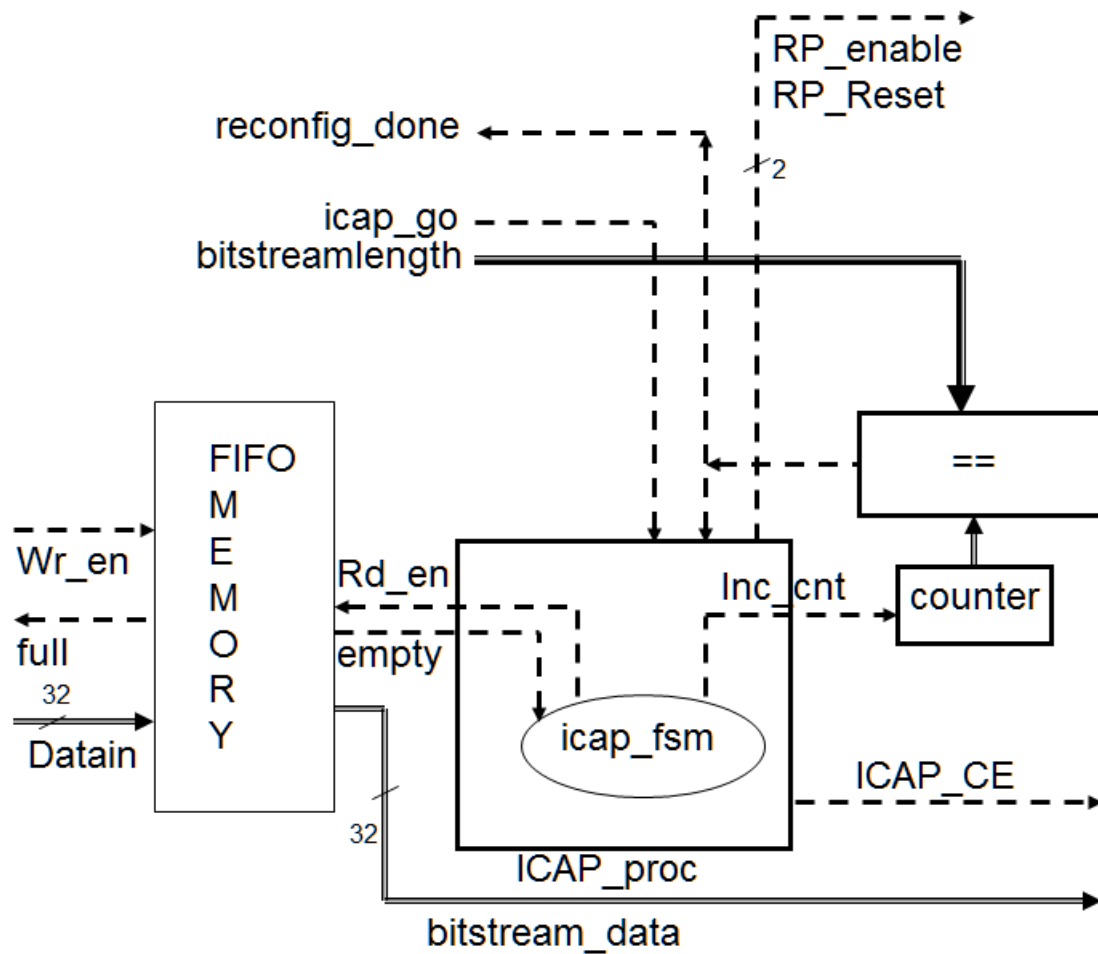 RP_enable
RP_Reset
reconfig_done
2
icap_go
bitstreamlength
FIFO
M
E
M
O
R
Y
==
Wr_en
Rd_en
Inc_cnt
counter
full
empty
32
Datain
icap_fsm
ICAP_CE
32
ICAP_proc
bitstream_data